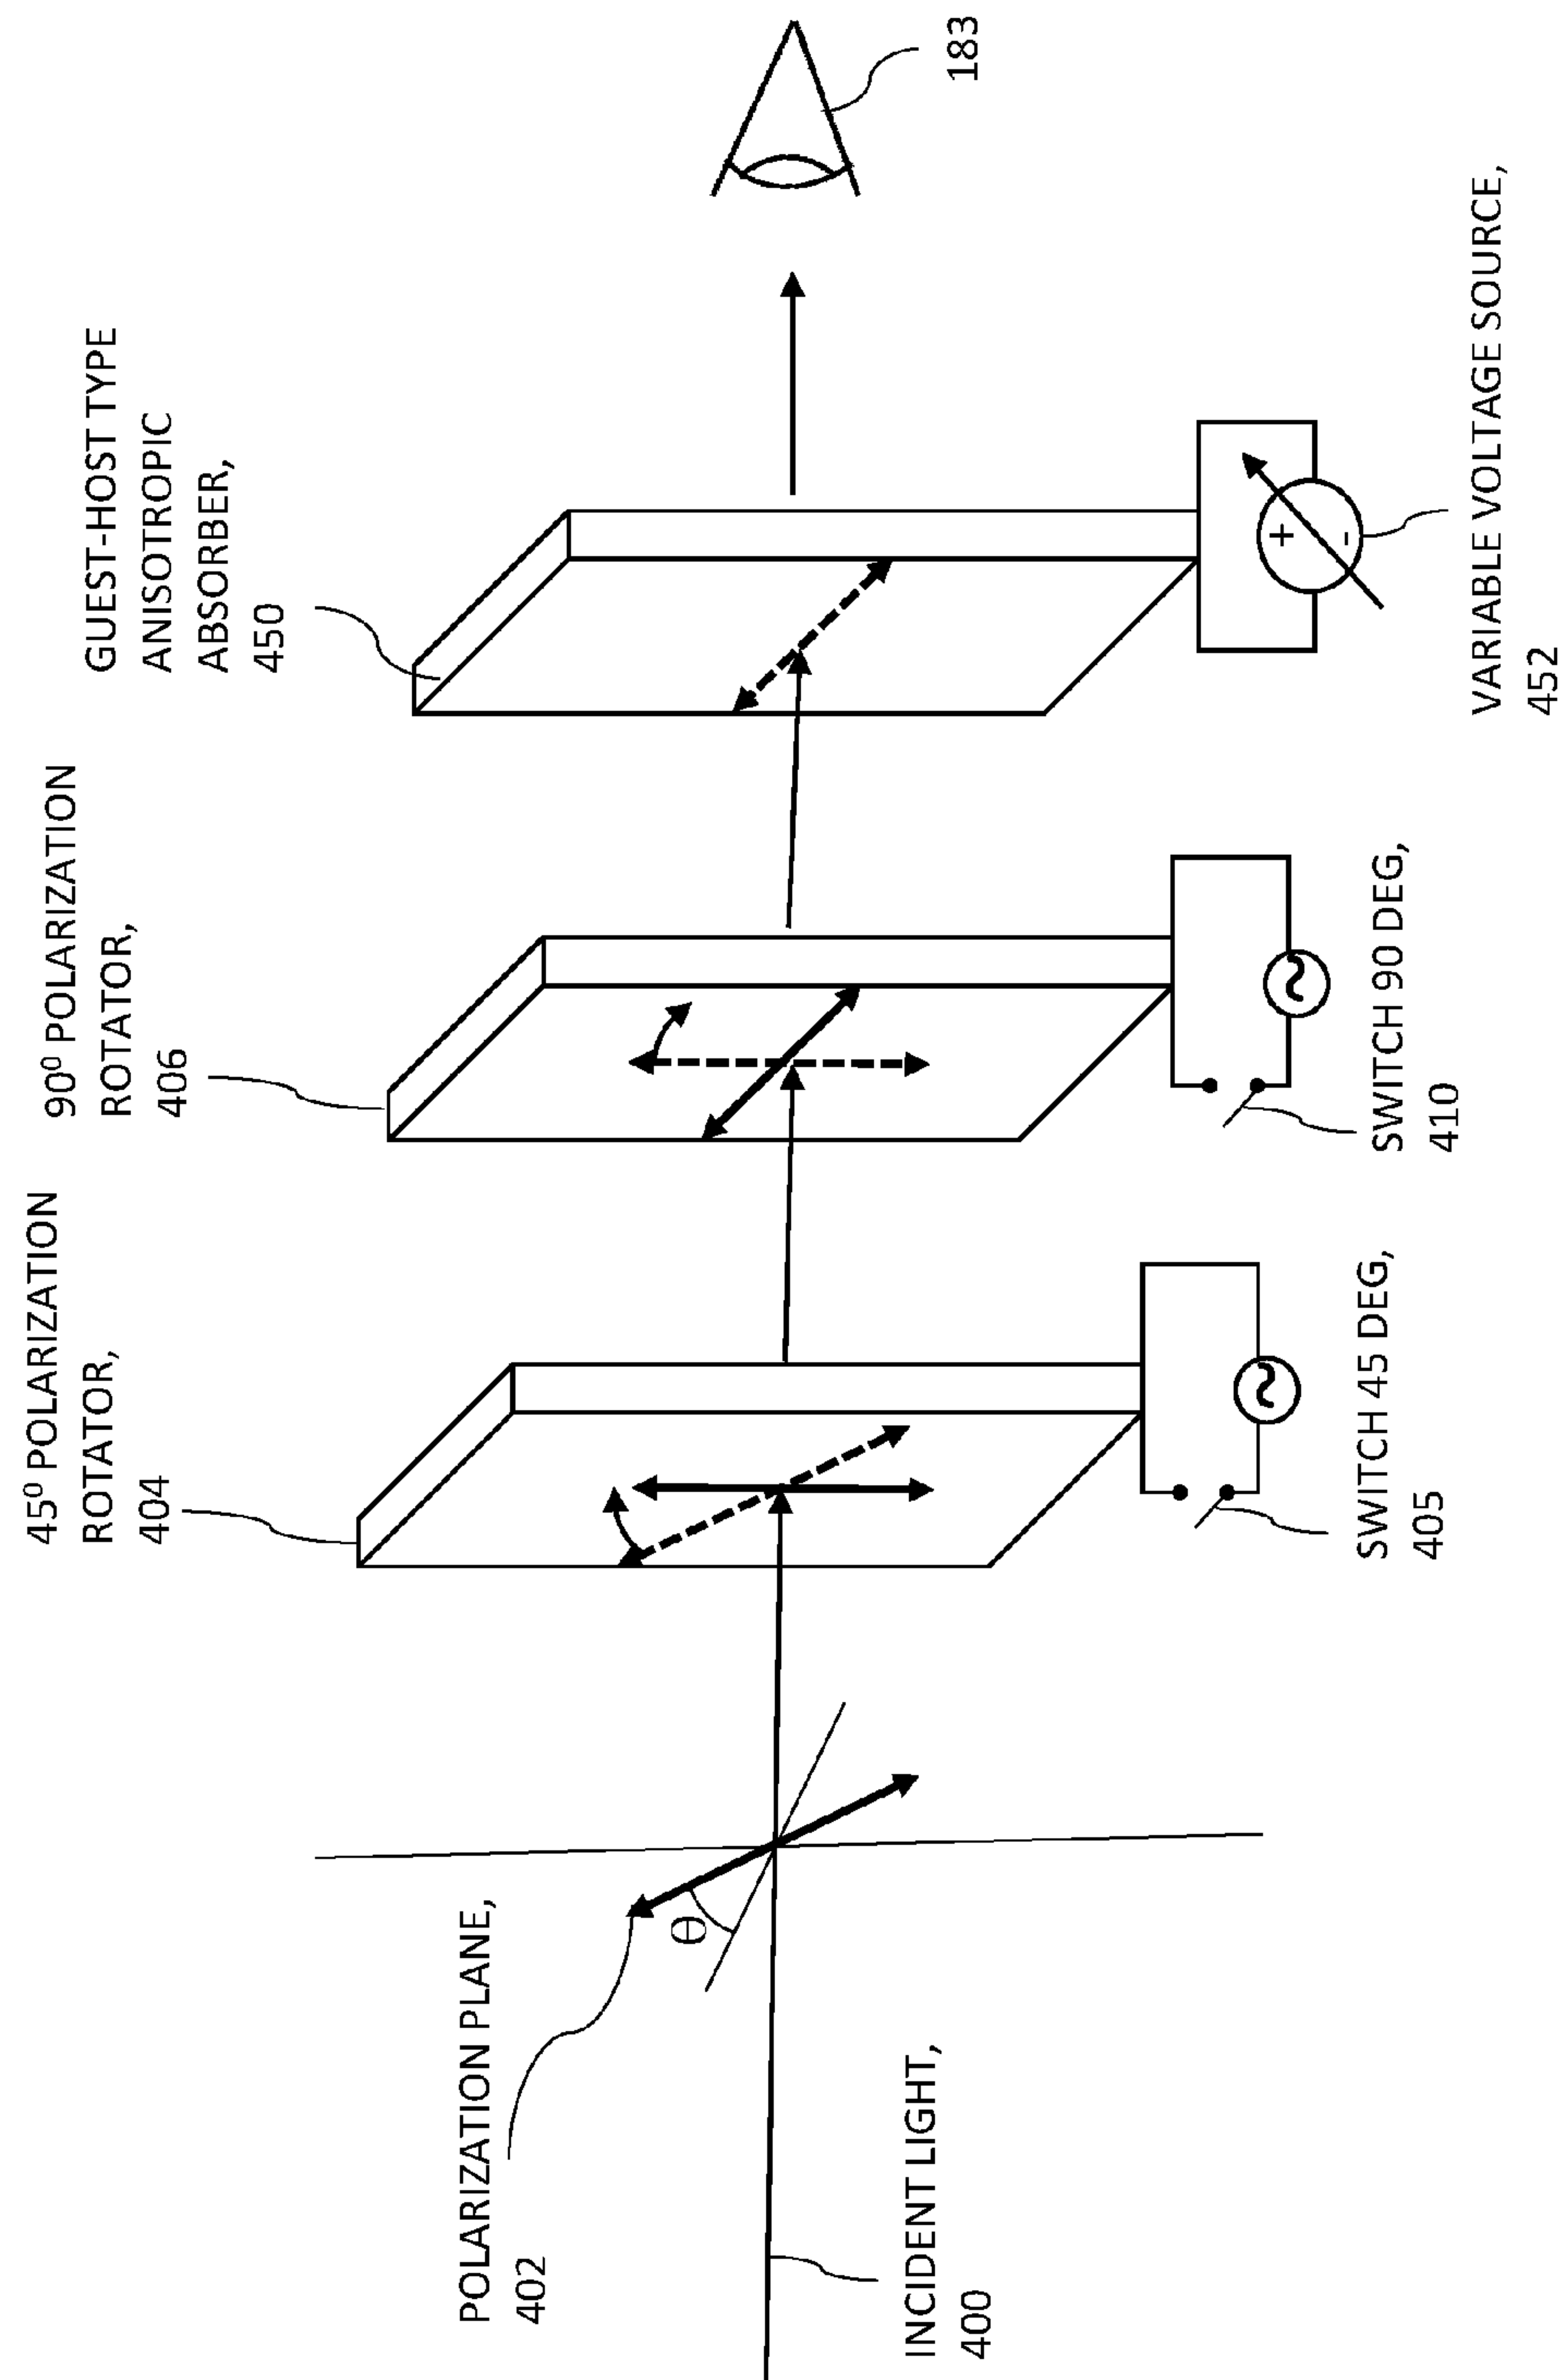 45⁰ POLARIZATION
ROTATOR,
404
90⁰ POLARIZATION
ROTATOR,
406
GUEST-HOST TYPE
ANISOTROPIC
ABSORBER,
450
POLARIZATION PLANE,
402
θ
INCIDENT LIGHT,
400
SWITCH 45 DEG,
405
SWITCH 90 DEG,
410
+
-
VARIABLE VOLTAGE SOURCE,
452
183